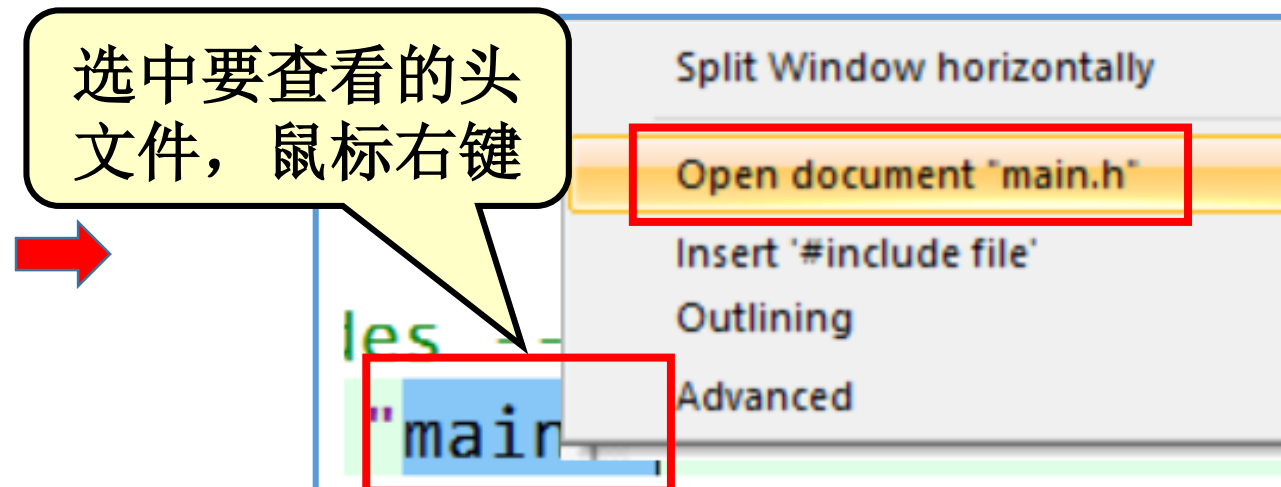 选中要查看的头
文件，鼠标右键
Split Window horizontally
Open document "main.h"
Insert '#include file'
Outlining
Advanced
des --
"main